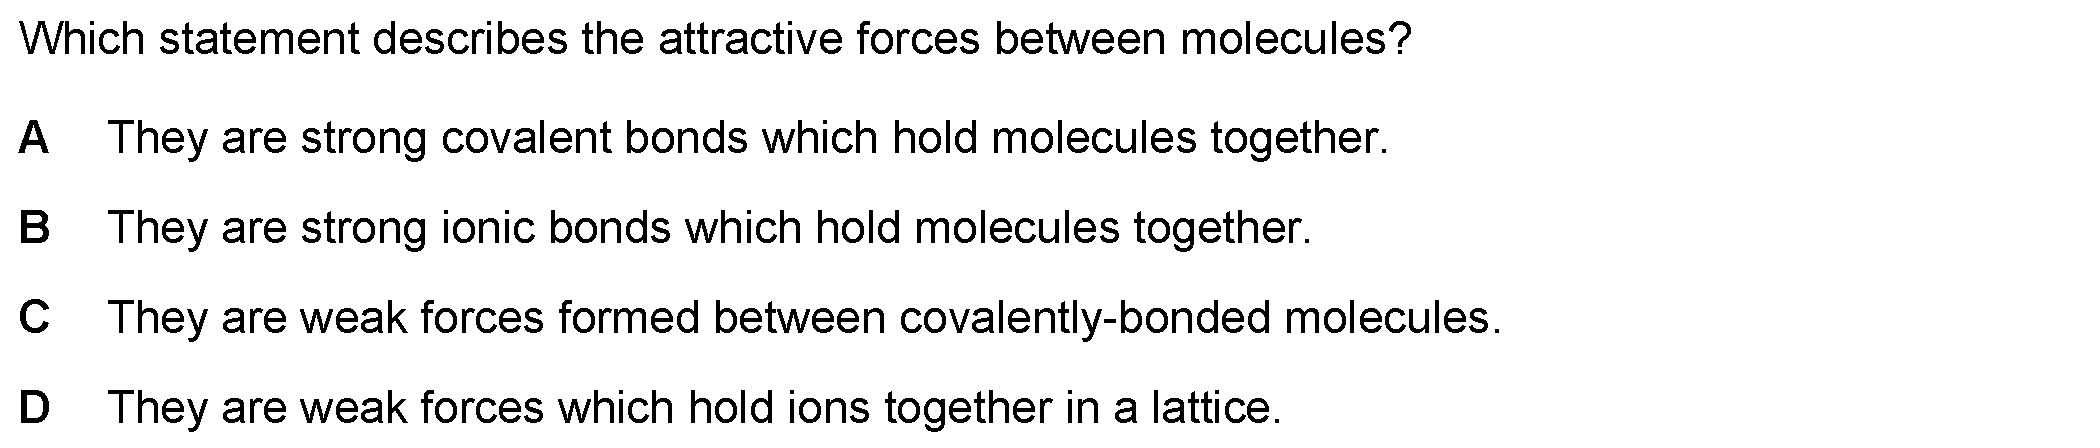 Which statement describes the attractive forces between molecules?
A They are strong covalent bonds which hold molecules together.
B They are strong ionic bonds which hold molecules together.
C They are weak forces formed between covalently-bonded molecules.
D They are weak forces which hold ions together in a lattice.